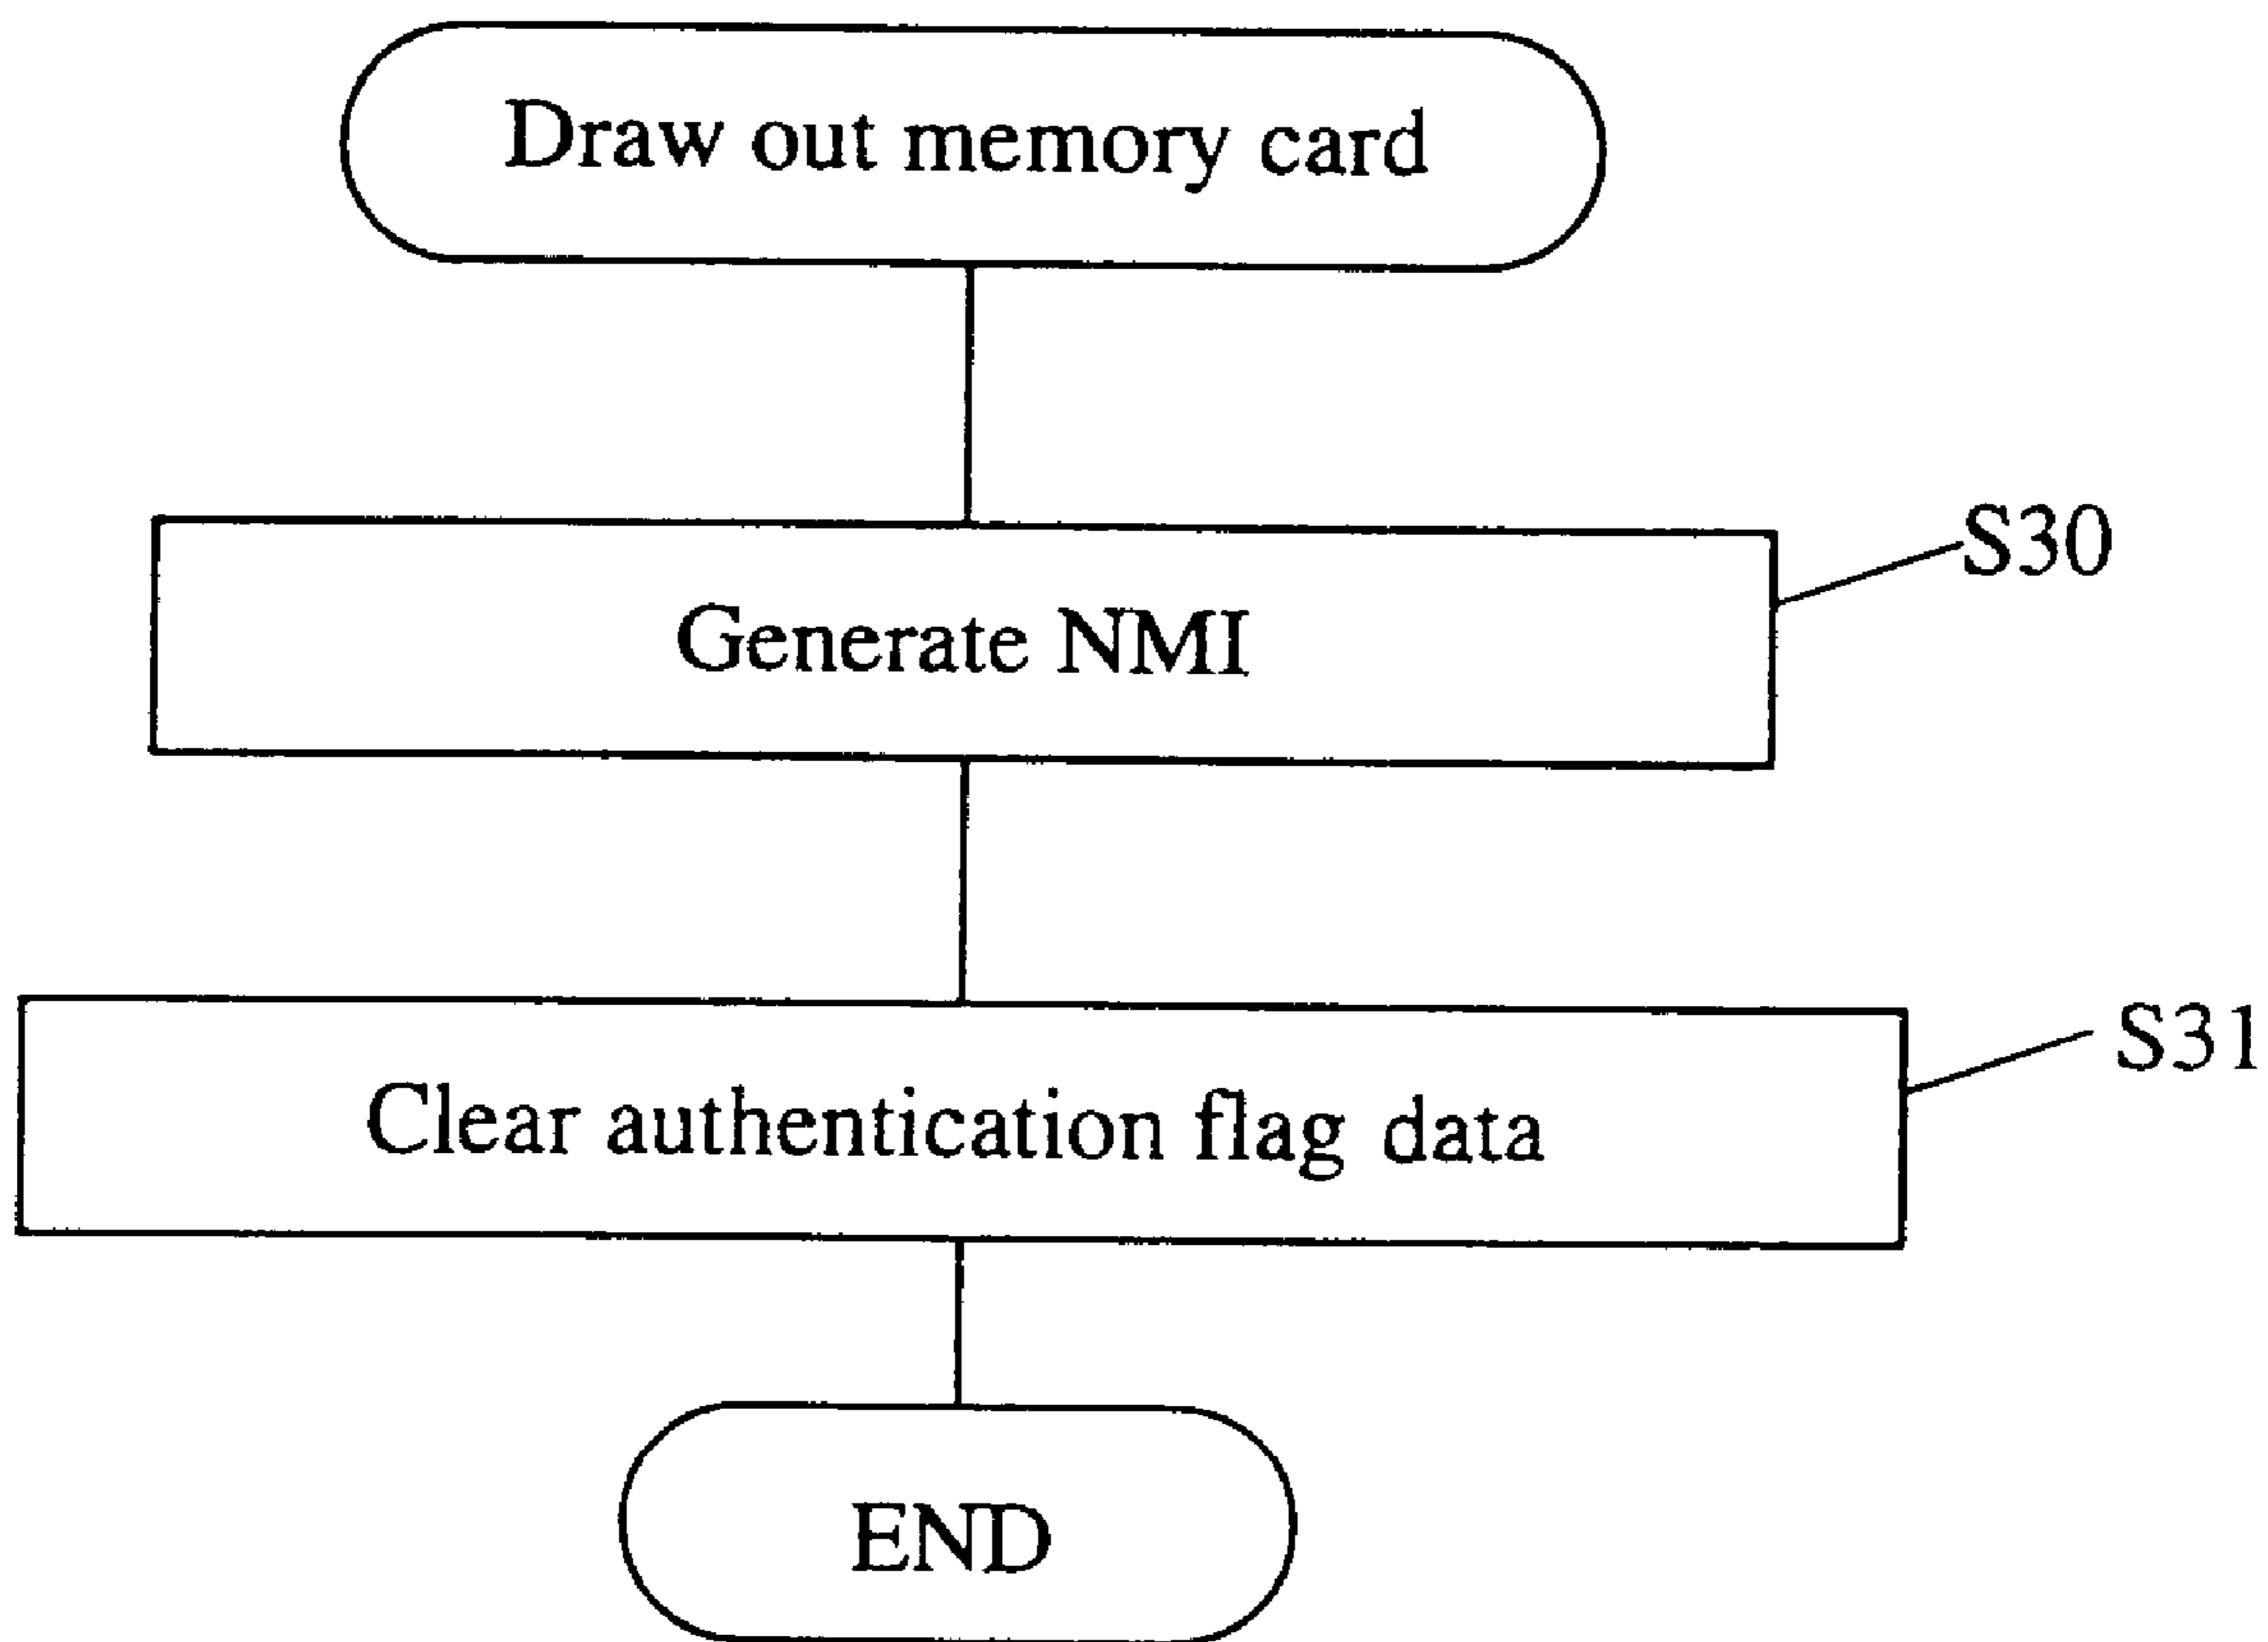 Draw out memory card
S30
Generate NMI
S31
Clear authentication flag data
END